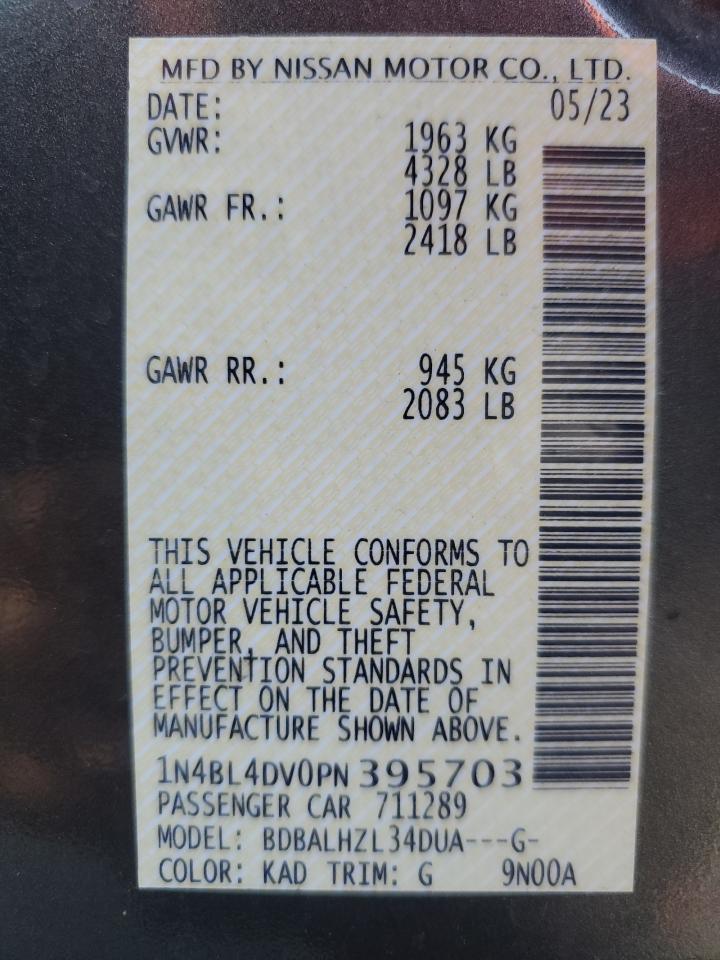 MFD BY NISSAN MOTOR CO., LTD.
DATE: 05/23
GVWR: 1963 KG
4328 LB
GAWR FR.: 1097 KG
2418 LB
GAWR RR.: 945 KG
2083 LB
THIS VEHICLE CONFORMS TO
ALL APPLICABLE FEDERAL
MOTOR VEHICLE SAFETY,
BUMPER, AND THEFT
PREVENTION STANDARDS IN
EFFECT ON THE DATE OF
MANUFACTURE SHOWN ABOVE.
1N4BL4DV0PN395703
PASSENGER CAR 711289
MODEL: BDBALHZL34DUA---G-
COLOR: KAD TRIM: G 9N00A